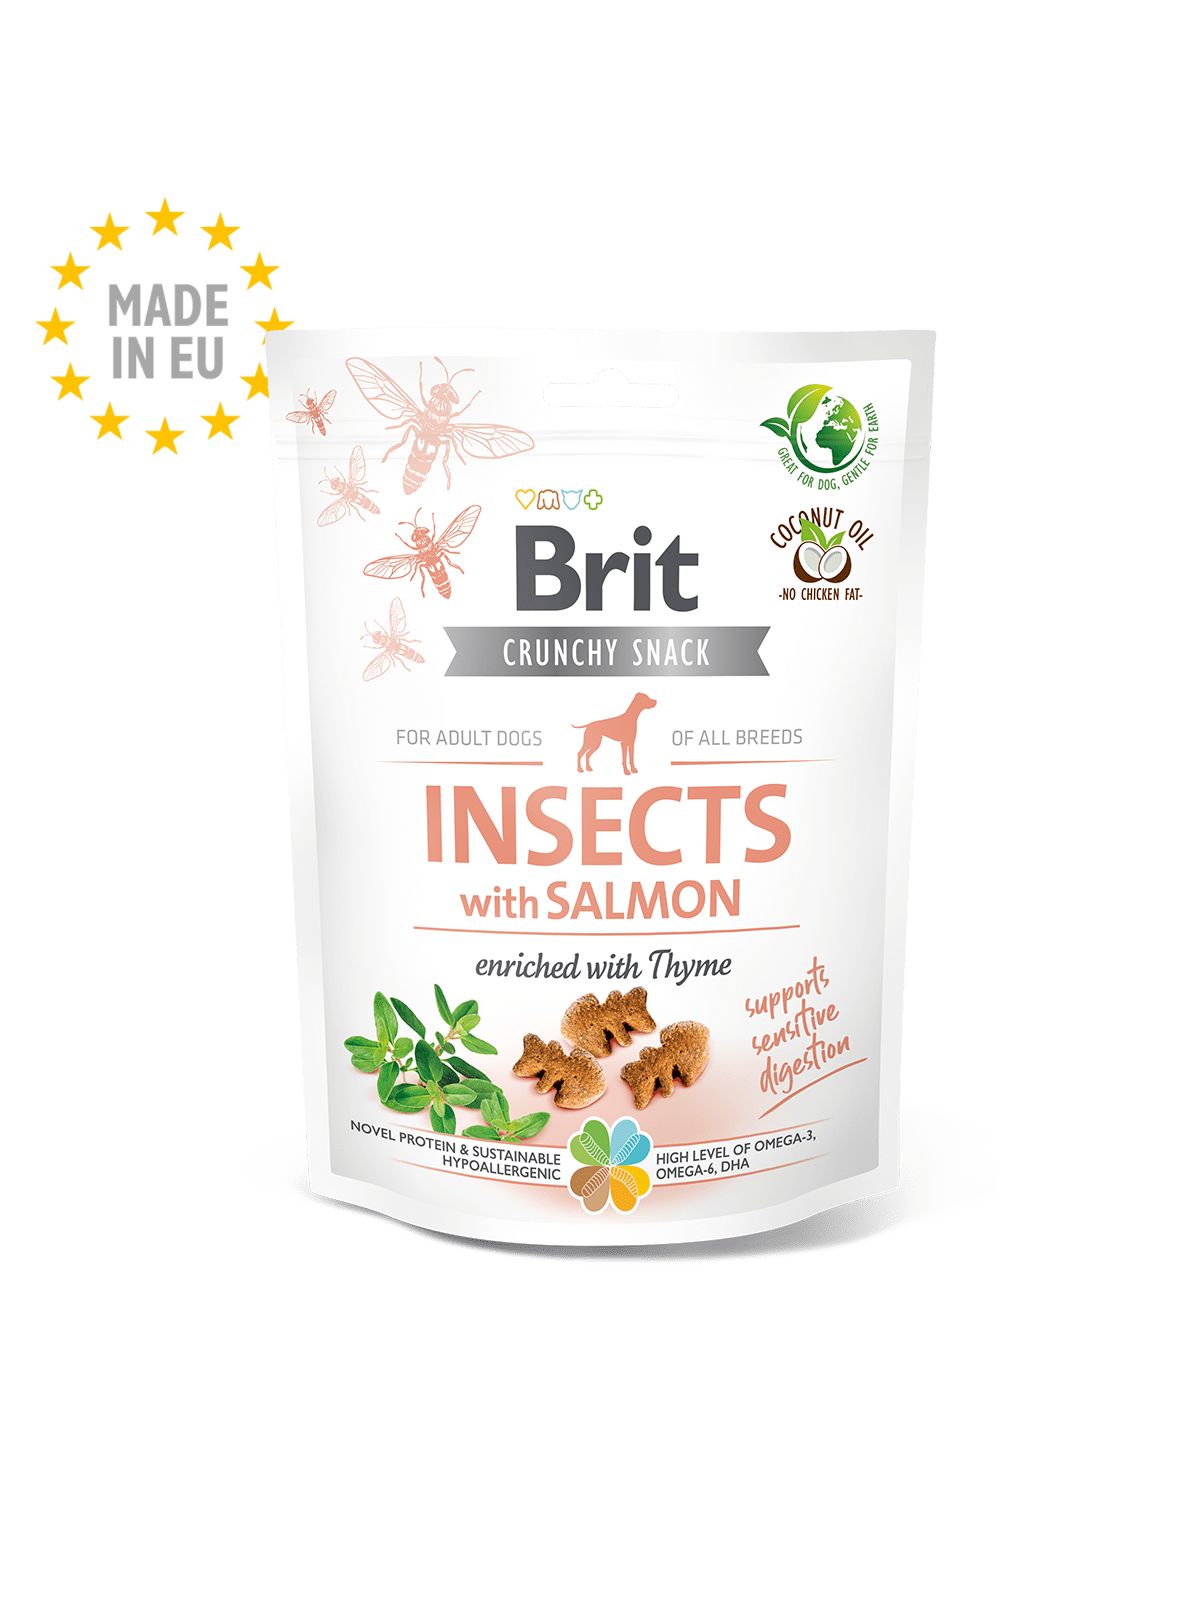 MADE
IN EU
GREAT FOR DOG, GENTLE FOR EARTH
COCONUT OIL
-NO CHICKEN FAT-
Brit
CRUNCHY SNACK
FOR ADULT DOGS
OF ALL BREEDS
INSECTS
with SALMON
enriched with Thyme
supports
sensitive
digestion
NOVEL PROTEIN & SUSTAINABLE
HYPOALLERGENIC
HIGH LEVEL OF OMEGA-3,
OMEGA-6, DHA